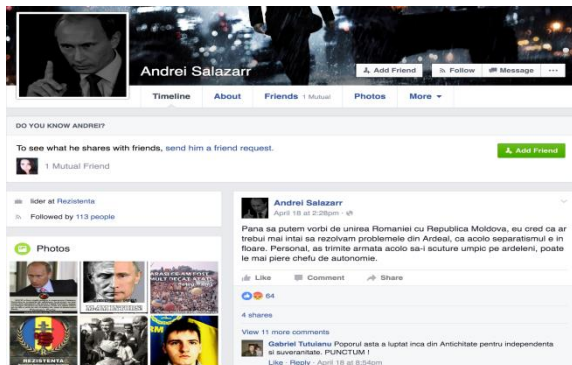 Andrei Salazarr
Add Friend
Follow
Message
Timeline
About
Friends 1 Mutual
Photos
More
DO YOU KNOW ANDREI?
To see what he shares with friends, send him a friend request.
Add Friend
1 Mutual Friend
lider at Rezistenta
Followed by 113 people
Photos
REZISTENTA
Andrei Salazarr
April 18 at 2:28pm
Pana sa putem vorbi de unirea Romaniei cu Republica Moldova, eu cred ca ar
trebui mai intai sa rezolvam problemele din Ardeal, ca acolo separatismul e in
floare. Personal, as trimite armata acolo sa-i scuture umpic pe ardeleni, poate
le mai piere chefu de autonomie.
Like Comment Share
64
4 shares
View 11 more comments
Gabriel Tutuianu Poporul asta a luptat inca din Antichitate pentru independenta
si suveranitate. PUNCTUM !
Like · Reply · April 18 at 8:54pm